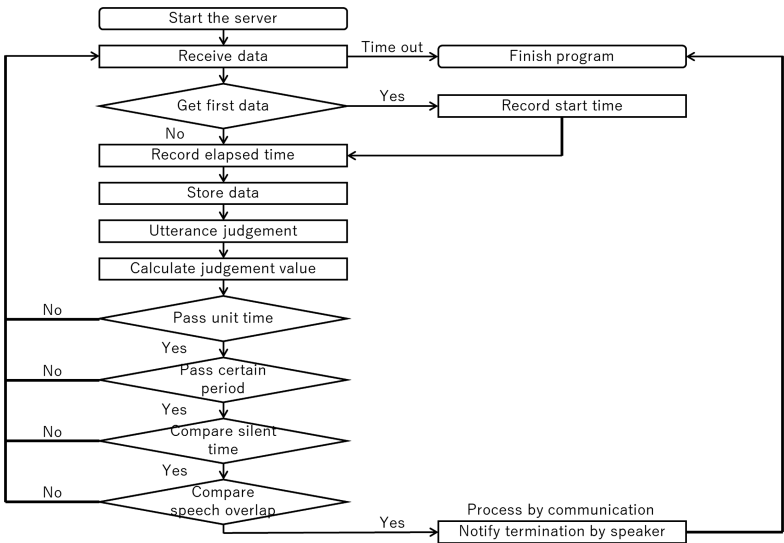 Start the server
Receive data
Time out
Finish program
Get first data
Yes
Record start time
No
Record elapsed time
Store data
Utterance judgement
Calculate judgement value
No
Pass unit time
Yes
No
Pass certain
period
Yes
No
Compare silent
time
Yes
No
Compare
speech overlap
Yes
Process by communication
Notify termination by speaker